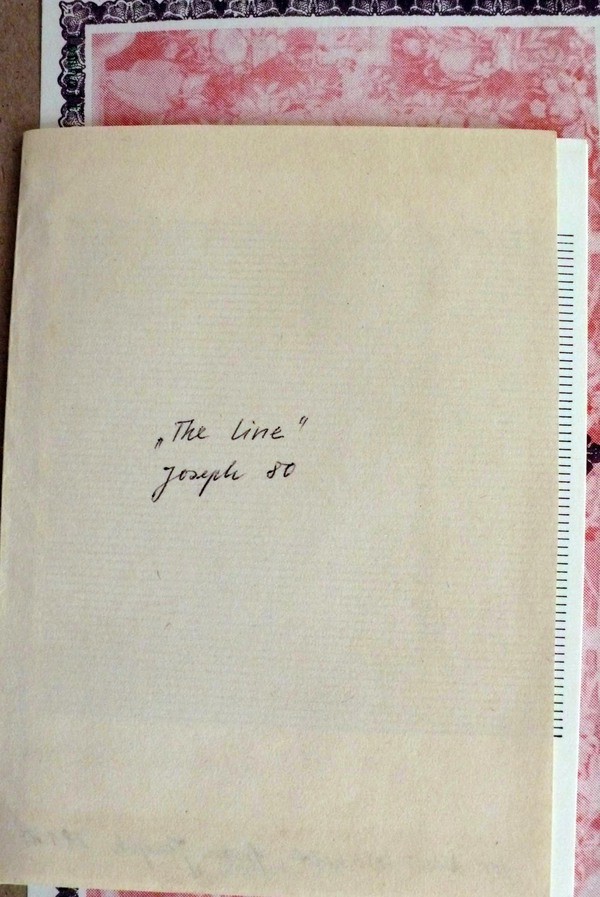 „The Line"
Joseph 80